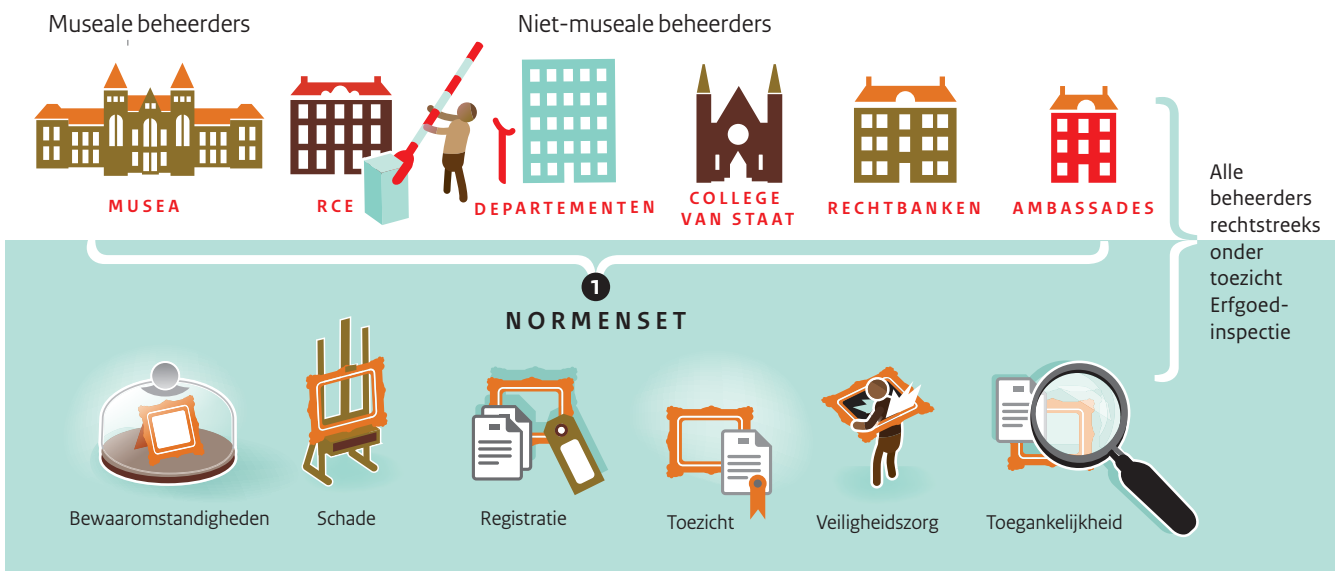 Museale beheerders
Niet-museale beheerders
MUSEA
RCE
DEPARTEMENTEN
COLLEGE
VAN STAAT
RECHTBANKEN
AMBASSADES
Alle
beheerders
rechtstreeks
onder
toezicht
Erfgoed-
inspectie
1
NORMENSET
Bewaaromstandigheden
Schade
Registratie
Toezicht
Veiligheidszorg
Toegankelijkheid